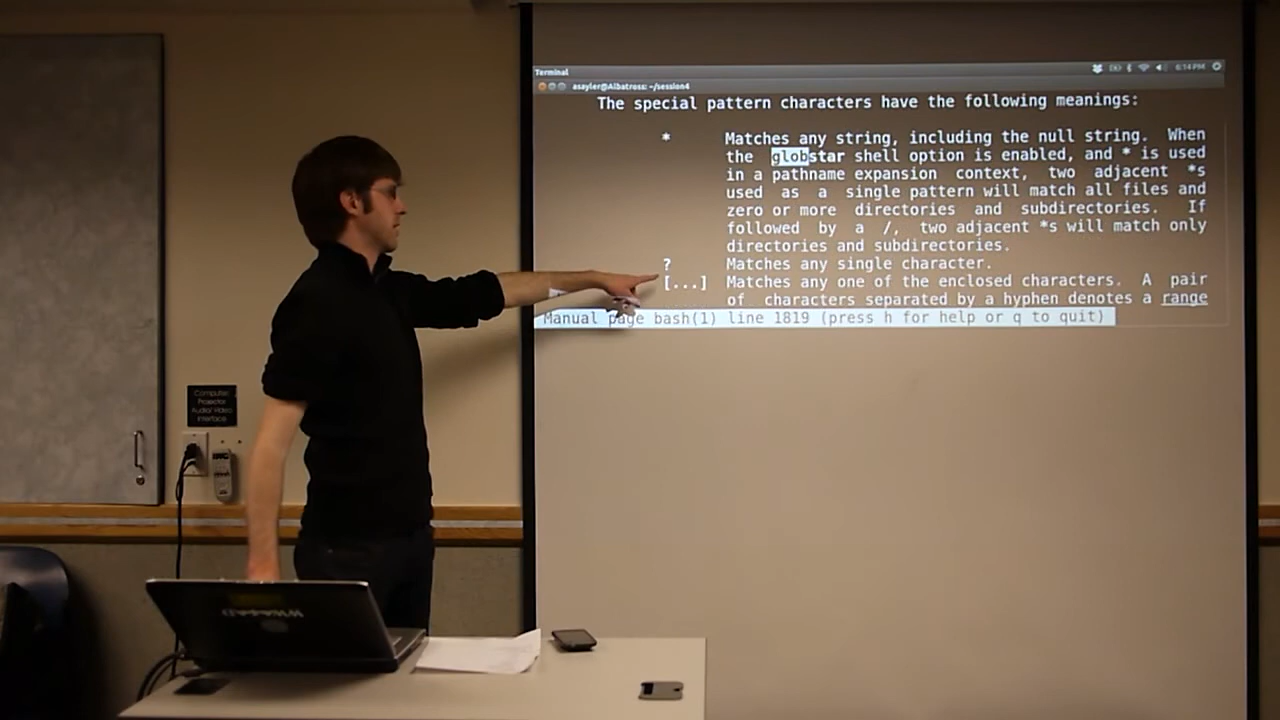 Terminal
6:14 PM
asayler@Albatross: ~/session4
The special pattern characters have the following meanings:
* Matches any string, including the null string. When
the globstar shell option is enabled, and * is used
in a pathname expansion context, two adjacent *s
used as a single pattern will match all files and
zero or more directories and subdirectories. If
followed by a /, two adjacent *s will match only
directories and subdirectories.
? Matches any single character.
[...] Matches any one of the enclosed characters. A pair
of characters separated by a hyphen denotes a range
Manual page bash(1) line 1819 (press h for help or q to quit)
Computer
Projector
Audio/Video
Interface